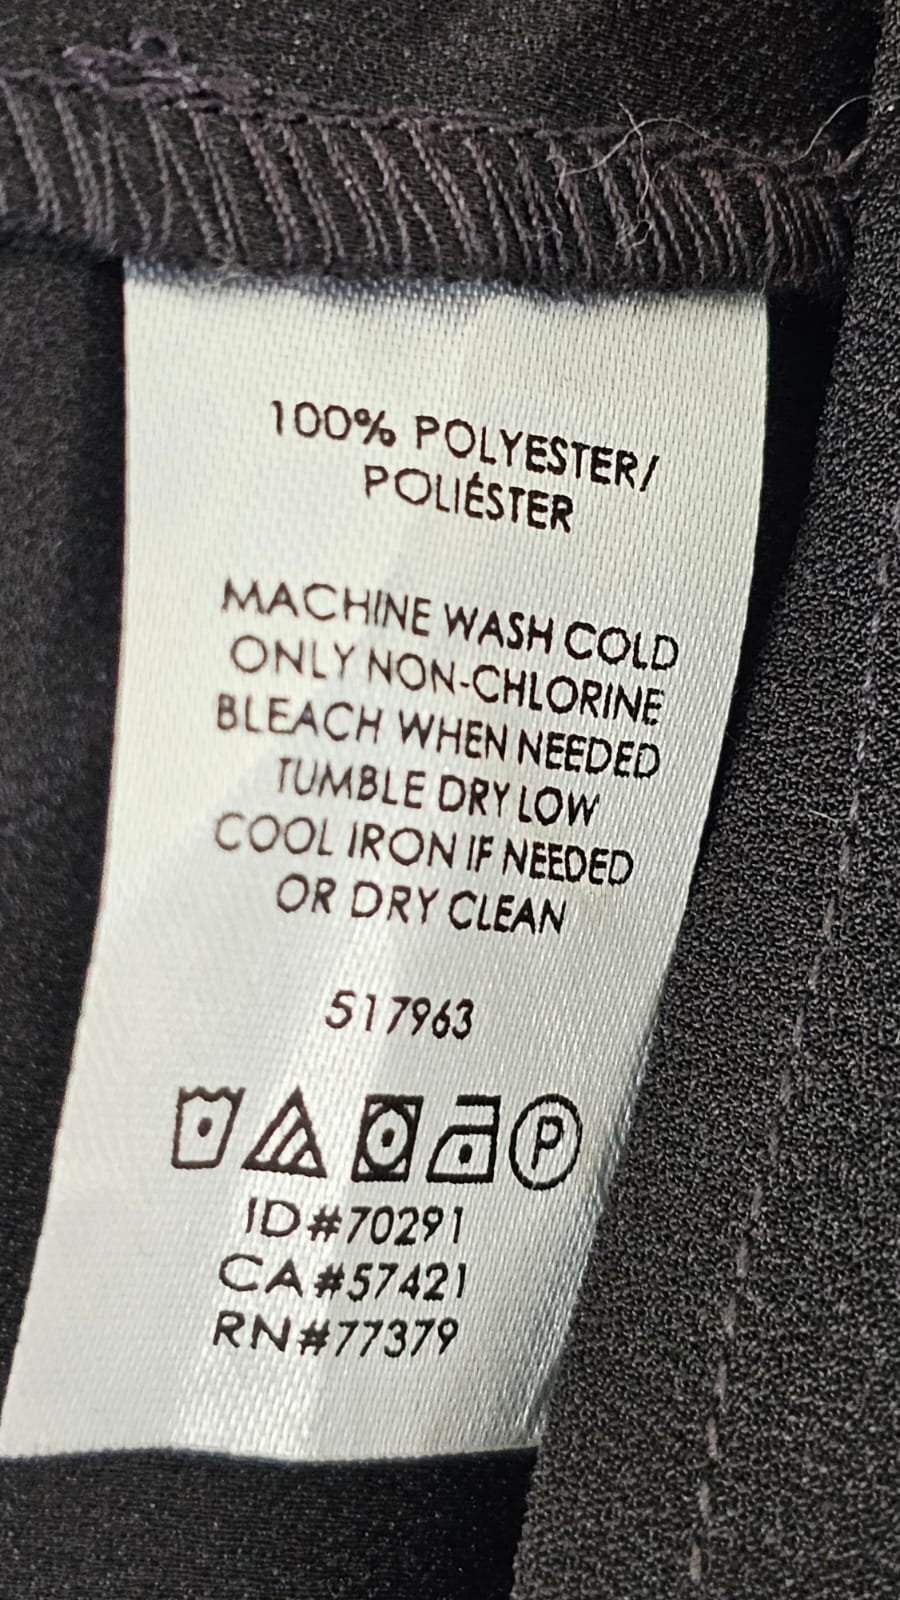 100% POLYESTER/
POLIÉSTER
MACHINE WASH COLD
ONLY NON-CHLORINE
BLEACH WHEN NEEDED
TUMBLE DRY LOW
COOL IRON IF NEEDED
OR DRY CLEAN
517963
P
ID#70291
CA#57421
RN#77379